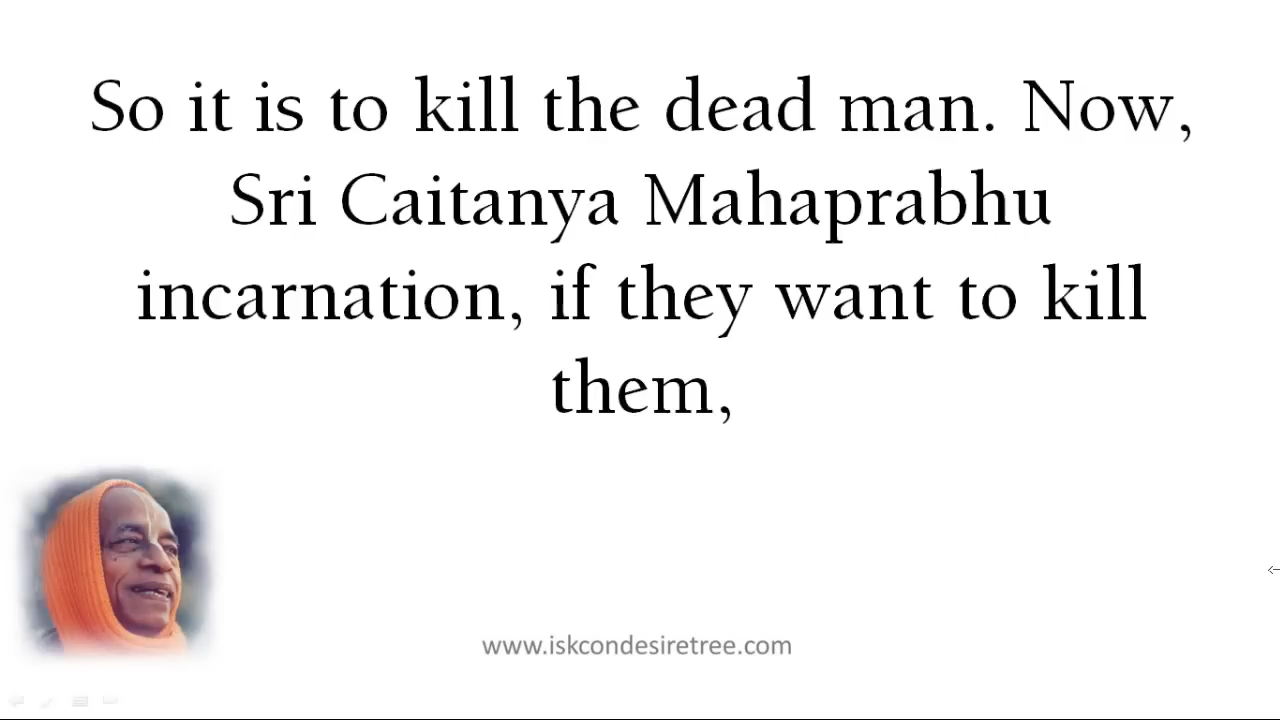 So it is to kill the dead man. Now,
Sri Caitanya Mahaprabhu
incarnation, if they want to kill
them,
www.iskcondesiretree.com